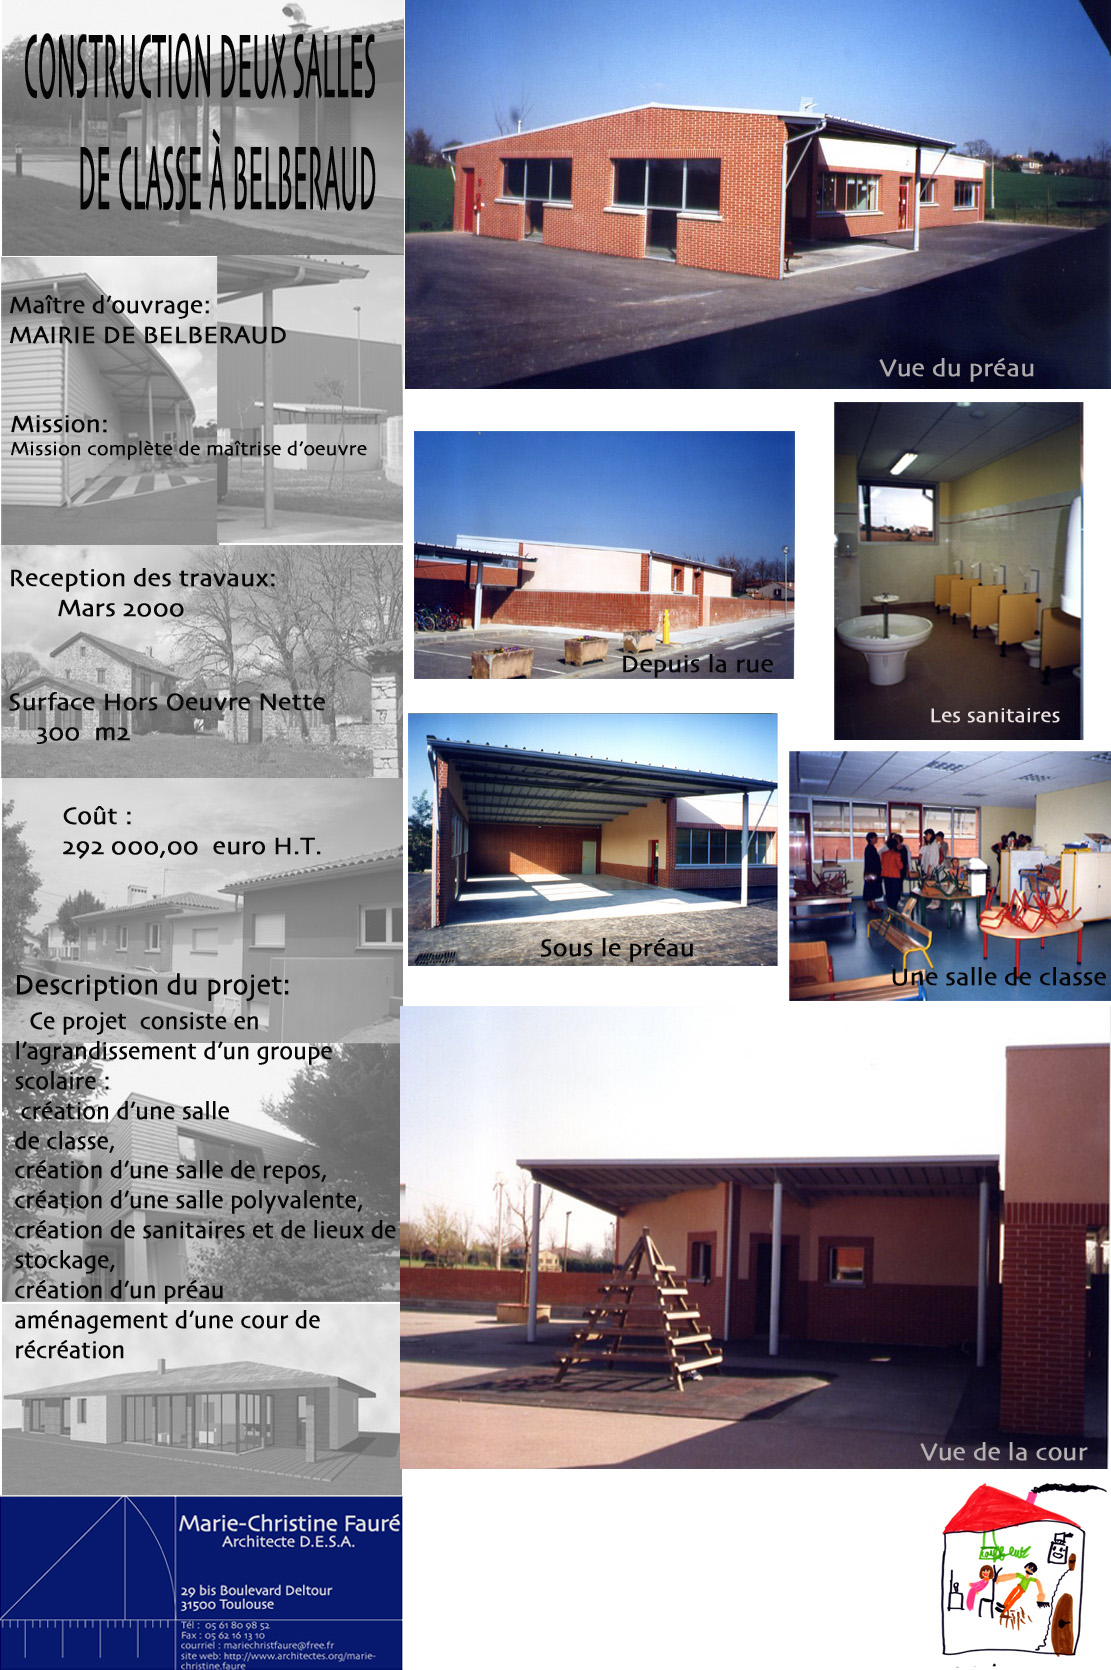 CONSTRUCTION DEUX SALLES
DE CLASSE À BELBERAUD
Maître d'ouvrage:
MAIRIE DE BELBERAUD
Mission:
Mission complète de maîtrise d'oeuvre
Reception des travaux:
Mars 2000
Surface Hors Oeuvre Nette
300 m2
Coût :
292 000,00 euro H.T.
Description du projet:
Ce projet consiste en
l'agrandissement d'un groupe
scolaire :
création d'une salle
de classe,
création d'une salle de repos,
création d'une salle polyvalente,
création de sanitaires et de lieux de
stockage,
création d'un préau
aménagement d'une cour de
récréation
Marie-Christine Fauré
Architecte D.E.S.A.
29 bis Boulevard Deltour
31500 Toulouse
Tél : 05 61 80 98 52
Fax : 05 62 16 13 10
courriel : mariechristfaure@free.fr
site web: http://www.architectes.org/marie-
christine.faure
Vue du préau
Depuis la rue
Les sanitaires
Sous le préau
Une salle de classe
Vue de la cour